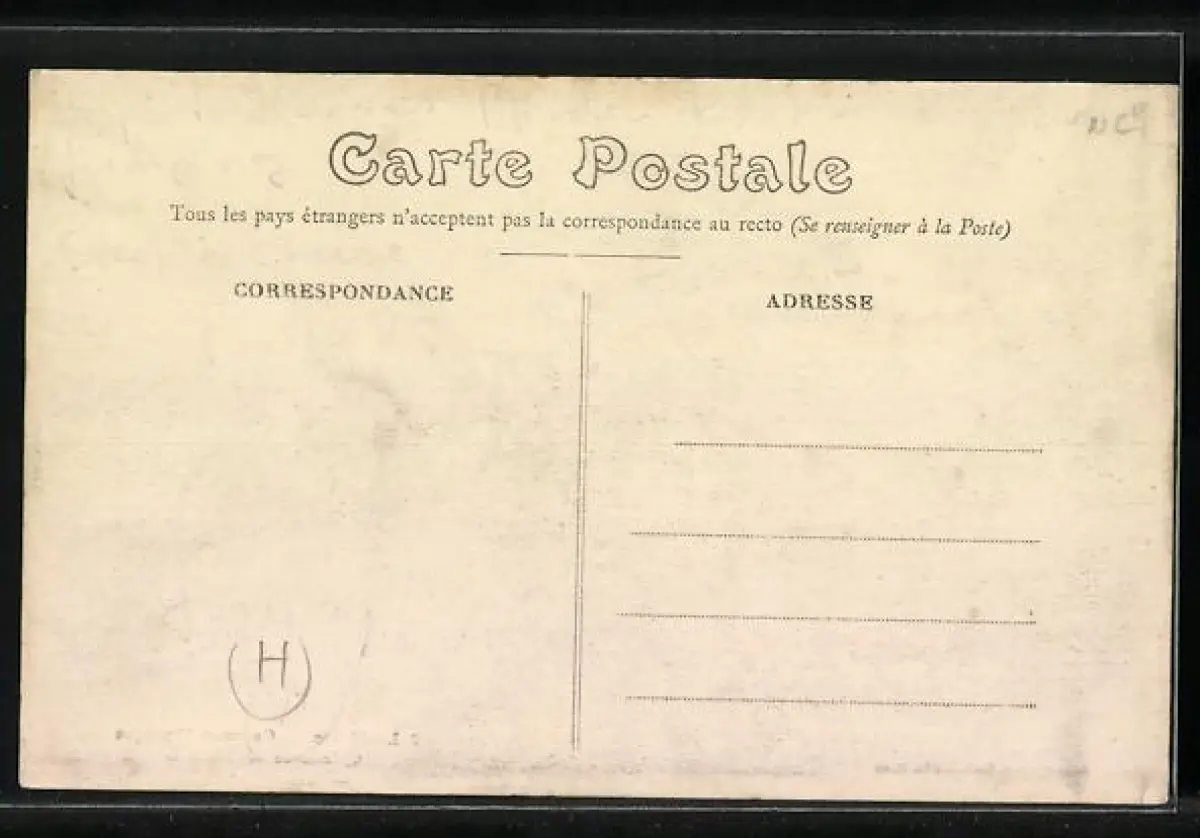 Carte Postale
Tous les pays étrangers n'acceptent pas la correspondance au recto (Se renseigner à la Poste)
CORRESPONDANCE
ADRESSE
H